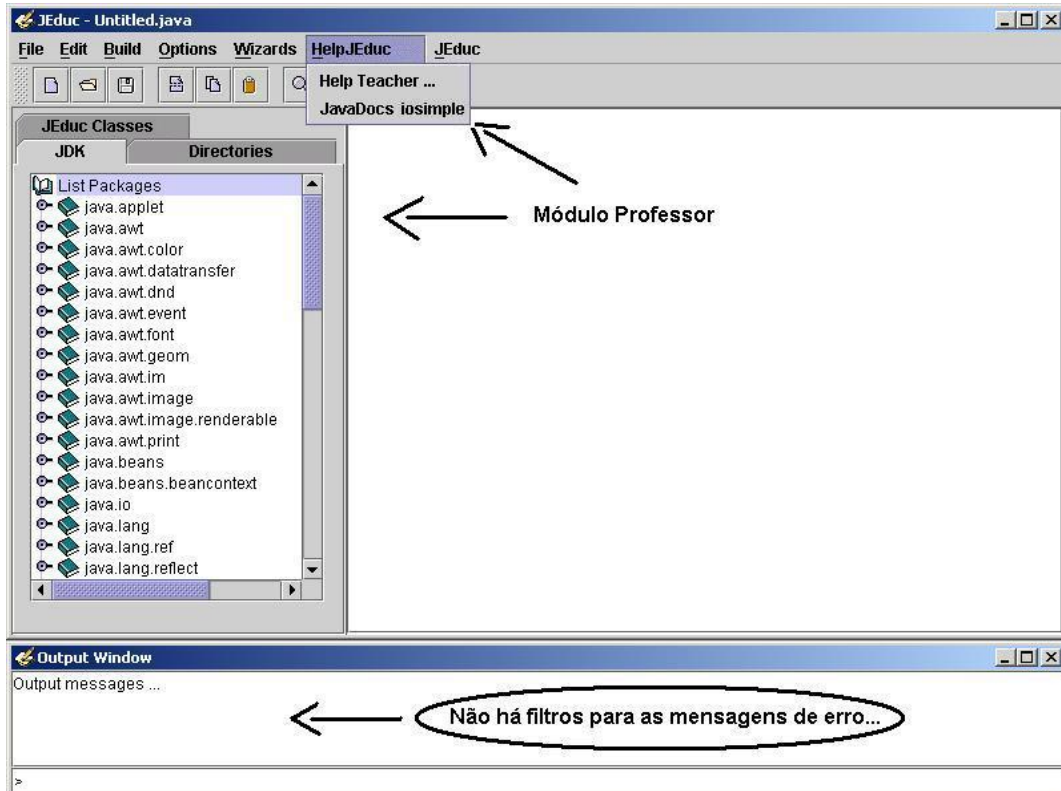 JEduc - Untitled.java
File Edit Build Options Wizards HelpJEduc JEduc
Help Teacher ...
JavaDocs iosimple
JEduc Classes
JDK Directories
List Packages
java.applet
java.awt
java.awt.color
java.awt.datatransfer
java.awt.dnd
java.awt.event
java.awt.font
java.awt.geom
java.awt.im
java.awt.image
java.awt.image.renderable
java.awt.print
java.beans
java.beans.beancontext
java.io
java.lang
java.lang.ref
java.lang.reflect
Módulo Professor
Output Window
Output messages ...
Não há filtros para as mensagens de erro...
>